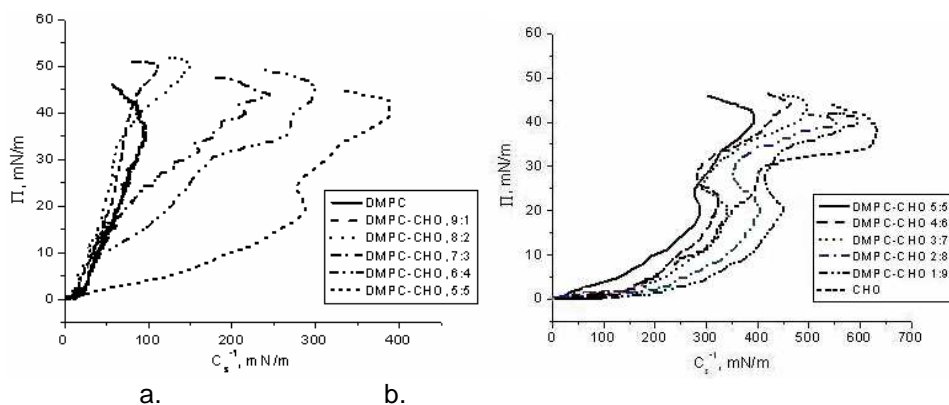 60
50
40
30
20
10
0
Π, mN/m
0 100 200 300 400
C_s^-1, mN/m
DMPC
DMPC-CHO, 9:1
DMPC-CHO, 8:2
DMPC-CHO, 7:3
DMPC-CHO, 6:4
DMPC-CHO, 5:5
a.
60
50
40
30
20
10
0
Π, mN/m
0 100 200 300 400 500 600 700
C_s^-1, mN/m
DMPC-CHO 5:5
DMPC-CHO 4:6
DMPC-CHO 3:7
DMPC-CHO 2:8
DMPC-CHO 1:9
CHO
b.